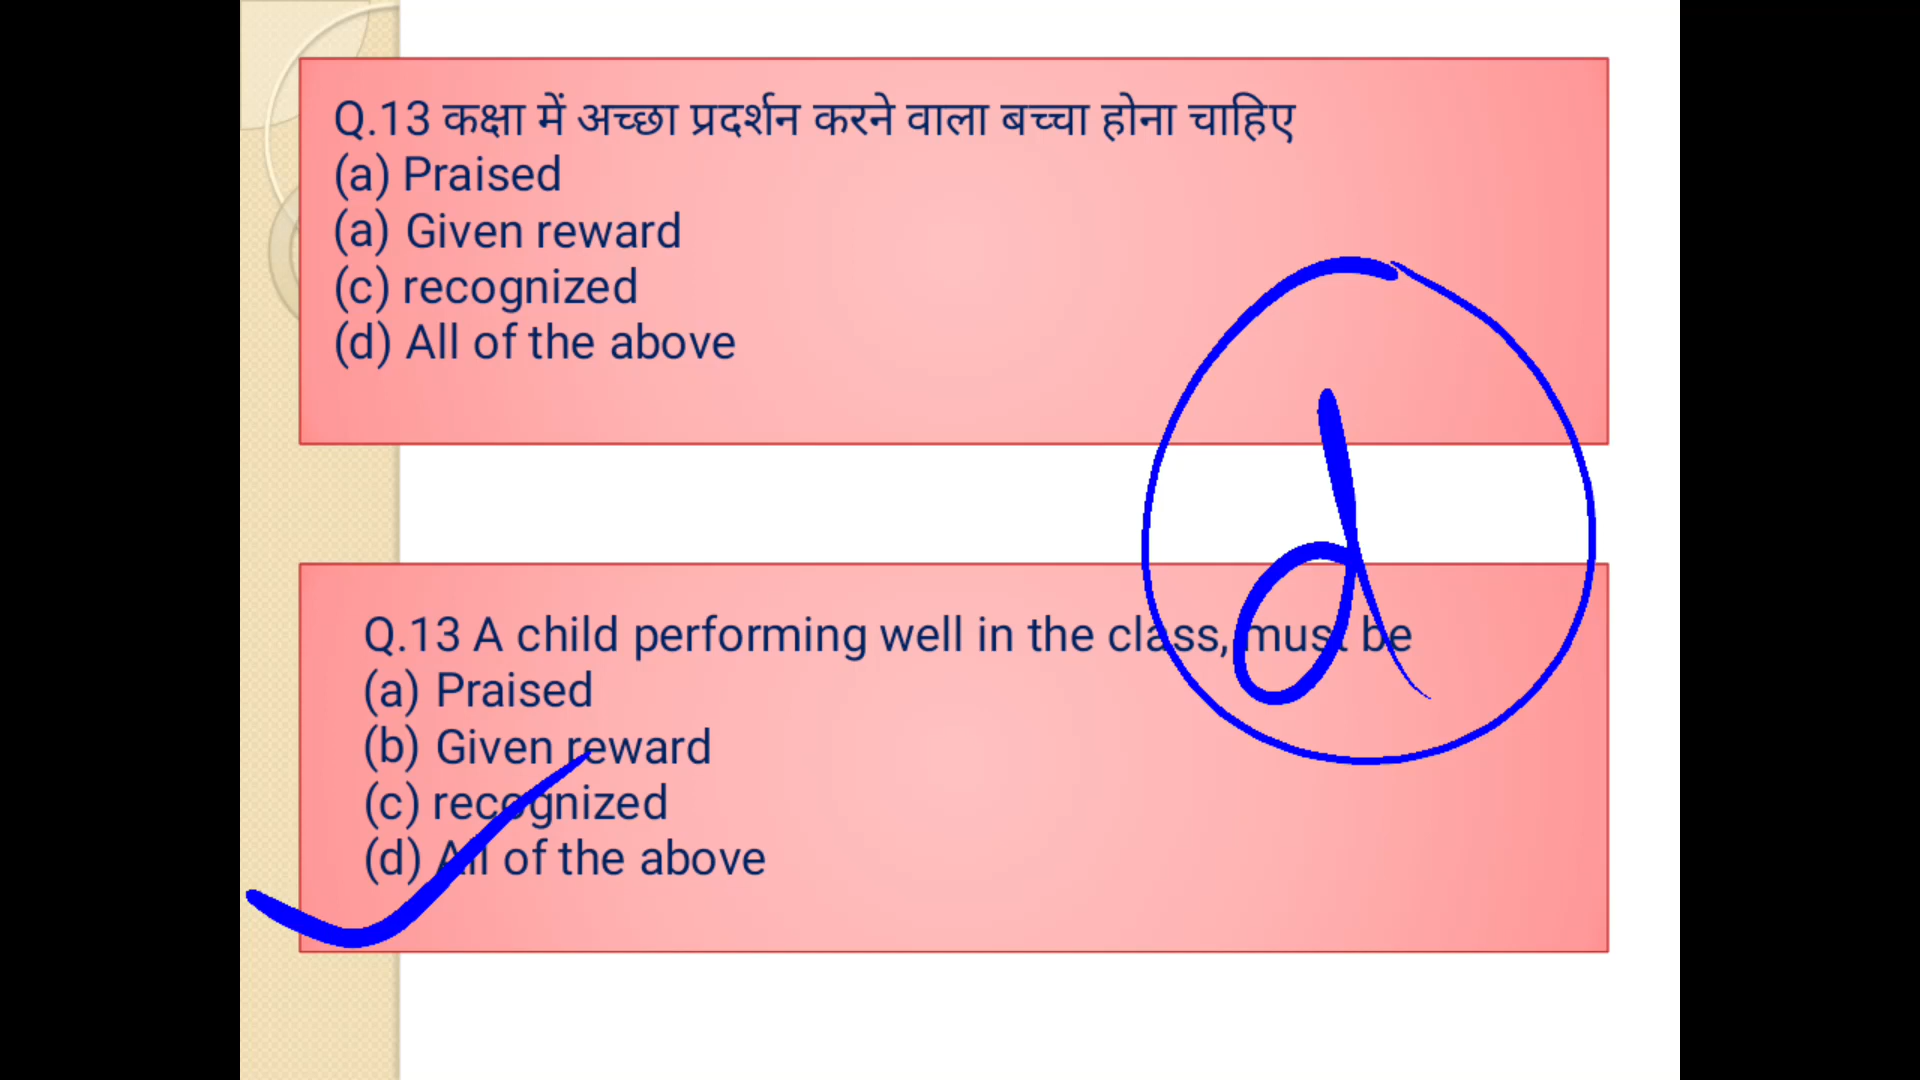 Q.13 कक्षा में अच्छा प्रदर्शन करने वाला बच्चा होना चाहिए
(a) Praised
(a) Given reward
(c) recognized
(d) All of the above
d
Q.13 A child performing well in the class, must be
(a) Praised
(b) Given reward
(c) recognized
(d) All of the above